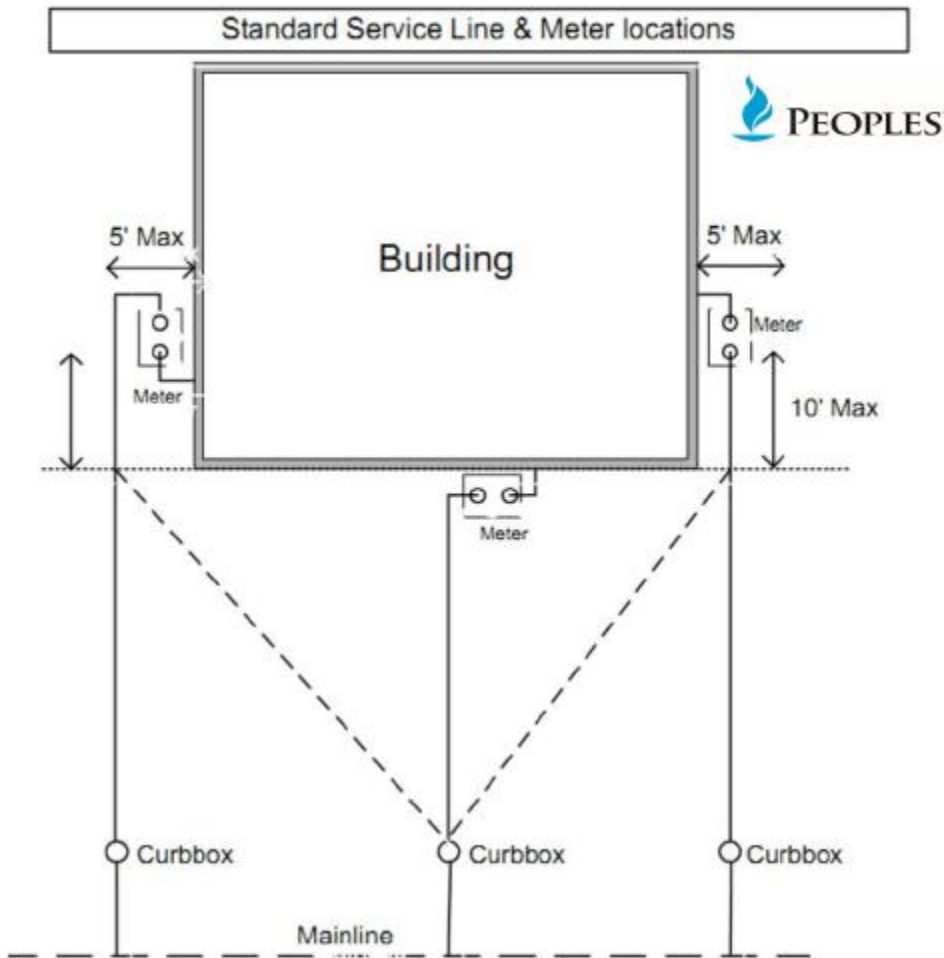 Standard Service Line & Meter locations
PEOPLES
5' Max
Building
5' Max
Meter
Meter
10' Max
Meter
Curbbox
Curbbox
Curbbox
Mainline